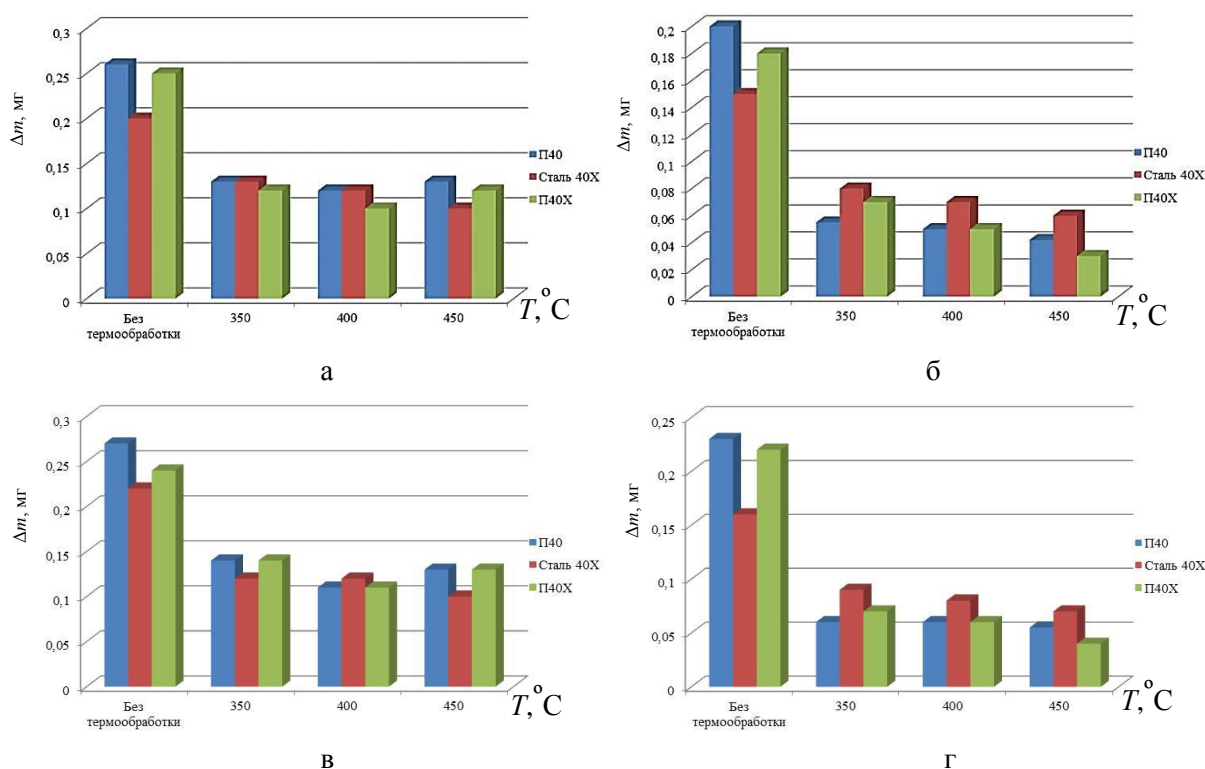 Δm, мг
0,3
0,25
0,2
0,15
0,1
0,05
0
Без
термообработки
350
400
450
T, °C
П40
Сталь 40Х
П40Х
а
Δm, мг
0,2
0,18
0,16
0,14
0,12
0,1
0,08
0,06
0,04
0,02
0
Без
термообработки
350
400
450
T, °C
П40
Сталь 40Х
П40Х
б
Δm, мг
0,3
0,25
0,2
0,15
0,1
0,05
0
Без
термообработки
350
400
450
T, °C
П40
Сталь 40Х
П40Х
в
Δm, мг
0,25
0,2
0,15
0,1
0,05
0
Без
термообработки
350
400
450
T, °C
П40
Сталь 40Х
П40Х
г